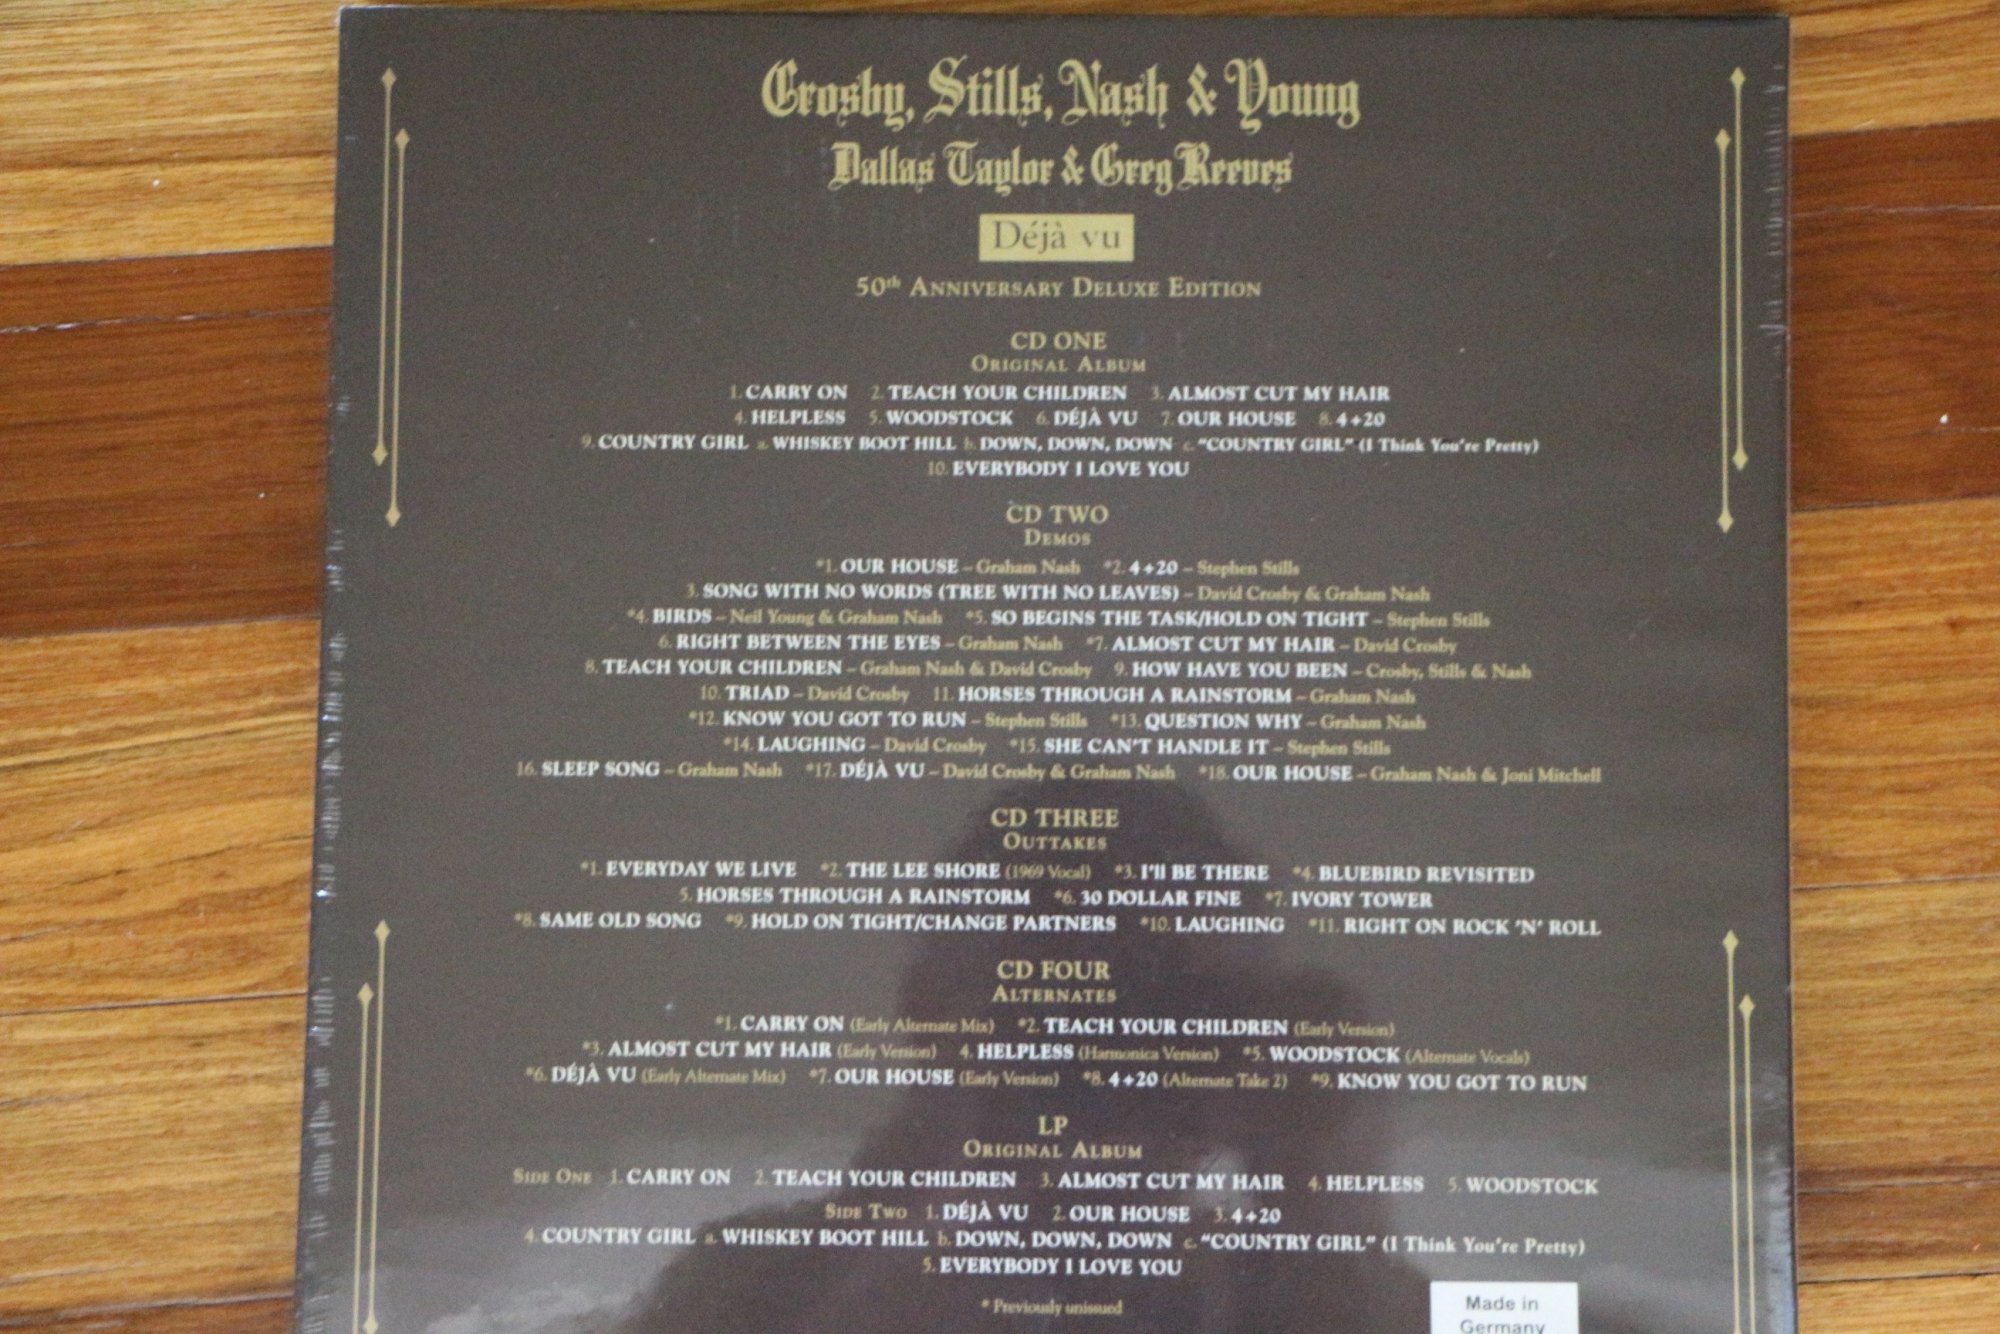 Crosby, Stills, Nash & Young
Dallas Taylor & Greg Reeves
Déjà vu
50th ANNIVERSARY DELUXE EDITION
CD ONE
ORIGINAL ALBUM
1. CARRY ON 2. TEACH YOUR CHILDREN 3. ALMOST CUT MY HAIR
4. HELPLESS 5. WOODSTOCK 6. DÉJÀ VU 7. OUR HOUSE 8. 4+20
9. COUNTRY GIRL a. WHISKEY BOOT HILL b. DOWN, DOWN, DOWN c. "COUNTRY GIRL" (I Think You're Pretty)
10. EVERYBODY I LOVE YOU
CD TWO
DEMOS
*1. OUR HOUSE – Graham Nash *2. 4+20 – Stephen Stills
3. SONG WITH NO WORDS (TREE WITH NO LEAVES) – David Crosby & Graham Nash
*4. BIRDS – Neil Young & Graham Nash *5. SO BEGINS THE TASK/HOLD ON TIGHT – Stephen Stills
6. RIGHT BETWEEN THE EYES – Graham Nash *7. ALMOST CUT MY HAIR – David Crosby
8. TEACH YOUR CHILDREN – Graham Nash & David Crosby 9. HOW HAVE YOU BEEN – Crosby, Stills & Nash
10. TRIAD – David Crosby 11. HORSES THROUGH A RAINSTORM – Graham Nash
*12. KNOW YOU GOT TO RUN – Stephen Stills *13. QUESTION WHY – Graham Nash
*14. LAUGHING – David Crosby *15. SHE CAN'T HANDLE IT – Stephen Stills
16. SLEEP SONG – Graham Nash *17. DÉJÀ VU – David Crosby & Graham Nash *18. OUR HOUSE – Graham Nash & Joni Mitchell
CD THREE
OUTTAKES
*1. EVERYDAY WE LIVE *2. THE LEE SHORE (1969 Vocal) *3. I'll BE THERE *4. BLUEBIRD REVISITED
5. HORSES THROUGH A RAINSTORM *6. 30 DOLLAR FINE *7. IVORY TOWER
*8. SAME OLD SONG *9. HOLD ON TIGHT/CHANGE PARTNERS *10. LAUGHING *11. RIGHT ON ROCK 'N' ROLL
CD FOUR
ALTERNATES
*1. CARRY ON (Early Alternate Mix) *2. TEACH YOUR CHILDREN (Early Version)
*3. ALMOST CUT MY HAIR (Early Version) 4. HELPLESS (Harmonica Version) *5. WOODSTOCK (Alternate Vocals)
*6. DÉJÀ VU (Early Alternate Mix) *7. OUR HOUSE (Early Version) *8. 4+20 (Alternate Take 2) *9. KNOW YOU GOT TO RUN
LP
ORIGINAL ALBUM
SIDE ONE 1. CARRY ON 2. TEACH YOUR CHILDREN 3. ALMOST CUT MY HAIR 4. HELPLESS 5. WOODSTOCK
SIDE TWO 1. DÉJÀ VU 2. OUR HOUSE 3. 4+20
4. COUNTRY GIRL a. WHISKEY BOOT HILL b. DOWN, DOWN, DOWN c. "COUNTRY GIRL" (I Think You're Pretty)
5. EVERYBODY I LOVE YOU
* Previously unissued
Made in
Germany